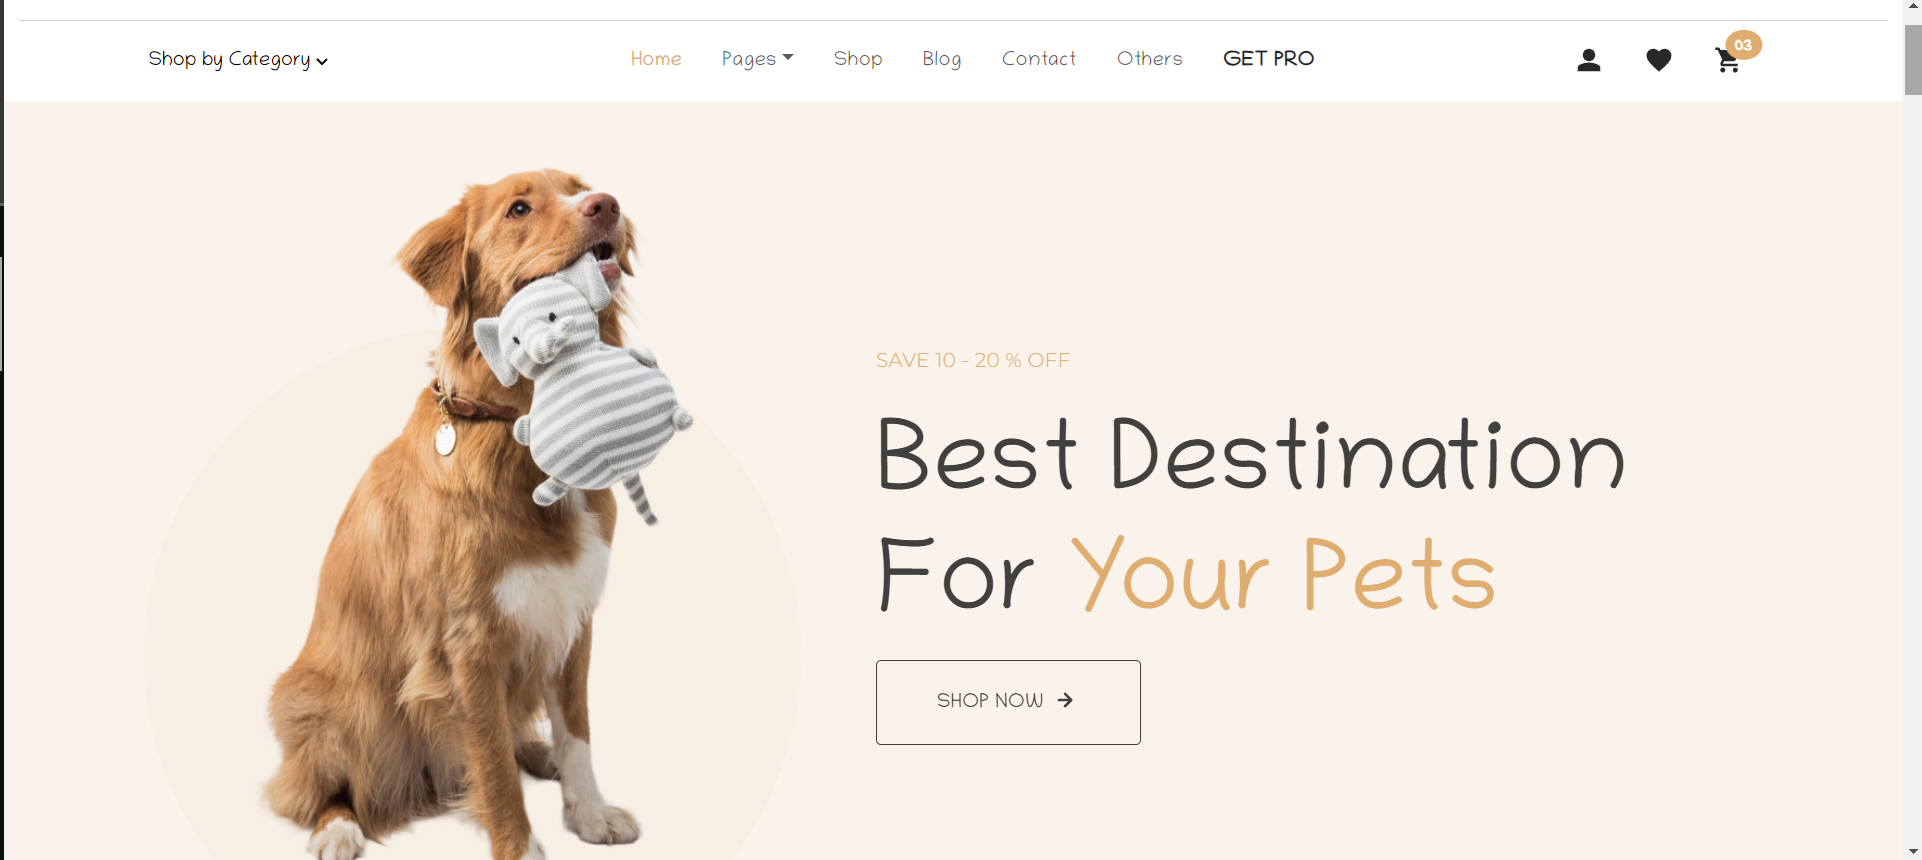 Shop by Category
Home Pages Shop Blog Contact Others GET PRO
03
SAVE 10 - 20 % OFF
Best Destination
For Your Pets
SHOP NOW